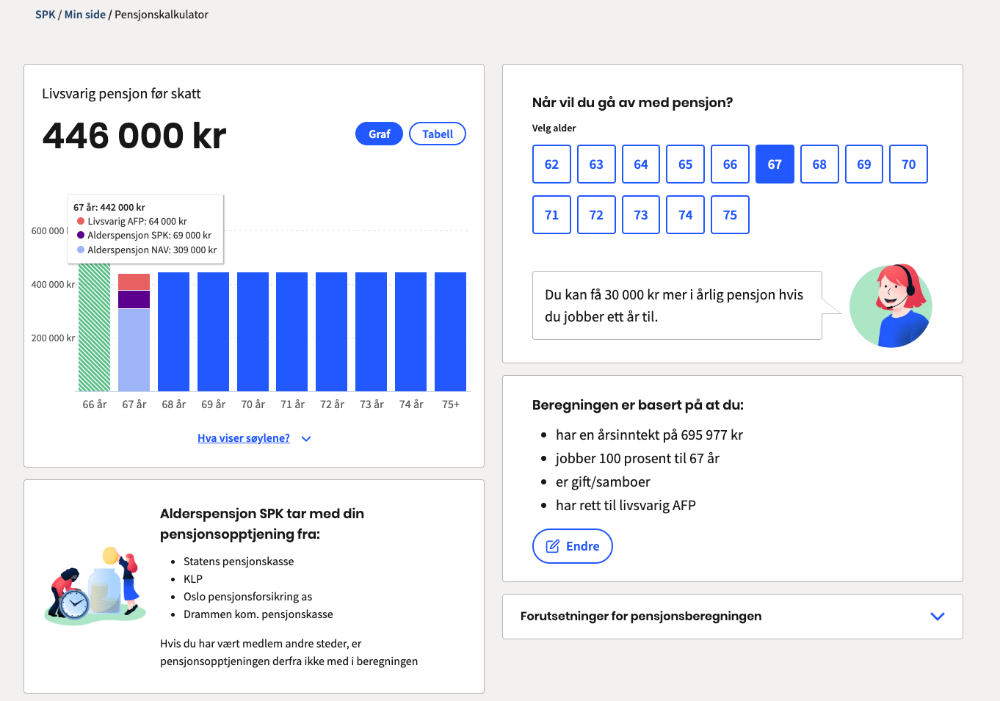 SPK / Min side / Pensjonskalkulator
Livsvarig pensjon før skatt
446 000 kr
Graf
Tabell
67 år: 442 000 kr
Livsvarig AFP: 64 000 kr
Alderspensjon SPK: 69 000 kr
Alderspensjon NAV: 309 000 kr
600 000
400 000 kr
200 000 kr
66 år 67 år 68 år 69 år 70 år 71 år 72 år 73 år 74 år 75+
Hva viser søylene?
Alderspensjon SPK tar med din
pensjonsopptjening fra:
Statens pensjonskasse
KLP
Oslo pensjonsforsikring as
Drammen kom. pensjonskasse
Hvis du har vært medlem andre steder, er
pensjonsopptjeningen derfra ikke med i beregningen
Når vil du gå av med pensjon?
Velg alder
62 63 64 65 66 67 68 69 70
71 72 73 74 75
Du kan få 30 000 kr mer i årlig pensjon hvis
du jobber ett år til.
Beregningen er basert på at du:
har en årsinntekt på 695 977 kr
jobber 100 prosent til 67 år
er gift/samboer
har rett til livsvarig AFP
Endre
Forutsetninger for pensjonsberegningen